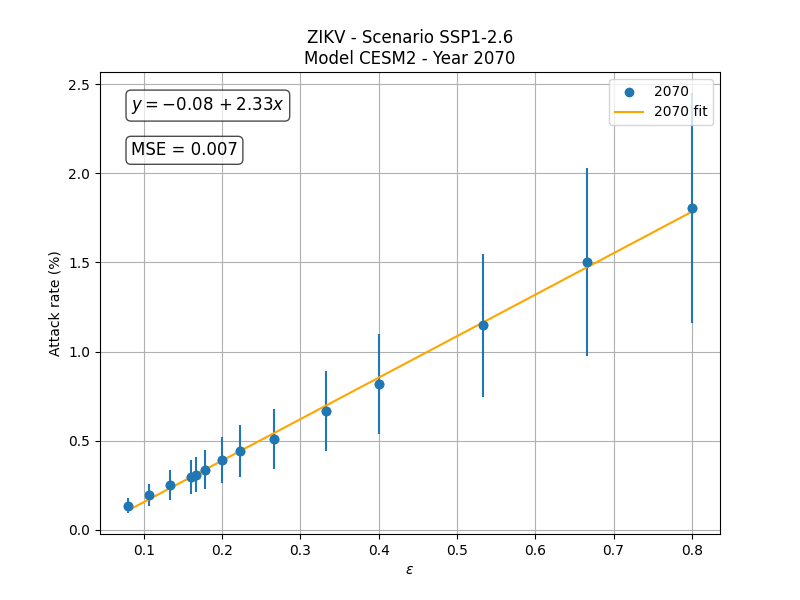 ZIKV - Scenario SSP1-2.6
Model CESM2 - Year 2070
2.5
2.0
1.5
1.0
0.5
0.0
Attack rate (%)
y = −0.08 + 2.33x
MSE = 0.007
2070
2070 fit
0.1 0.2 0.3 0.4 0.5 0.6 0.7 0.8
ε